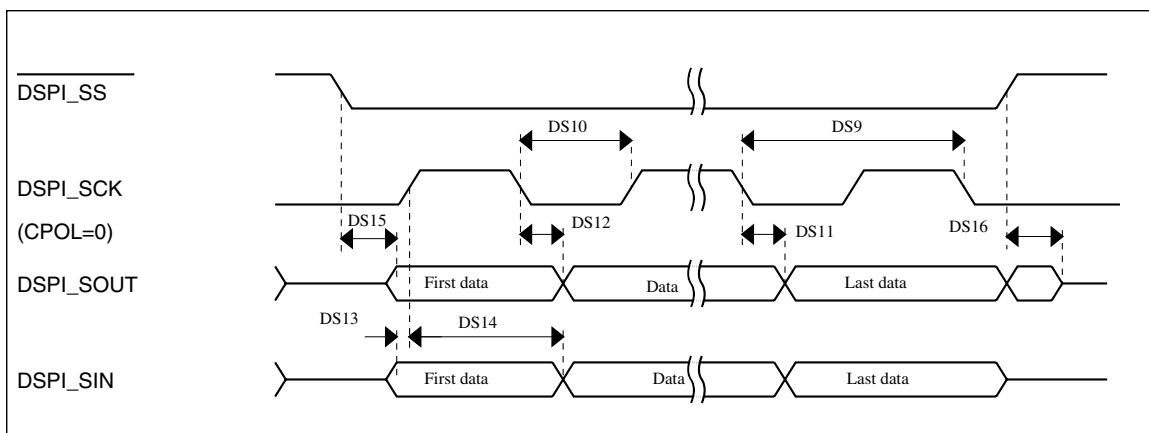 DSPI_SS
DS10
DS9
DSPI_SCK
(CPOL=0)
DS15
DS12
DS11
DS16
DSPI_SOUT
First data
Data
Last data
DS13
DS14
DSPI_SIN
First data
Data
Last data